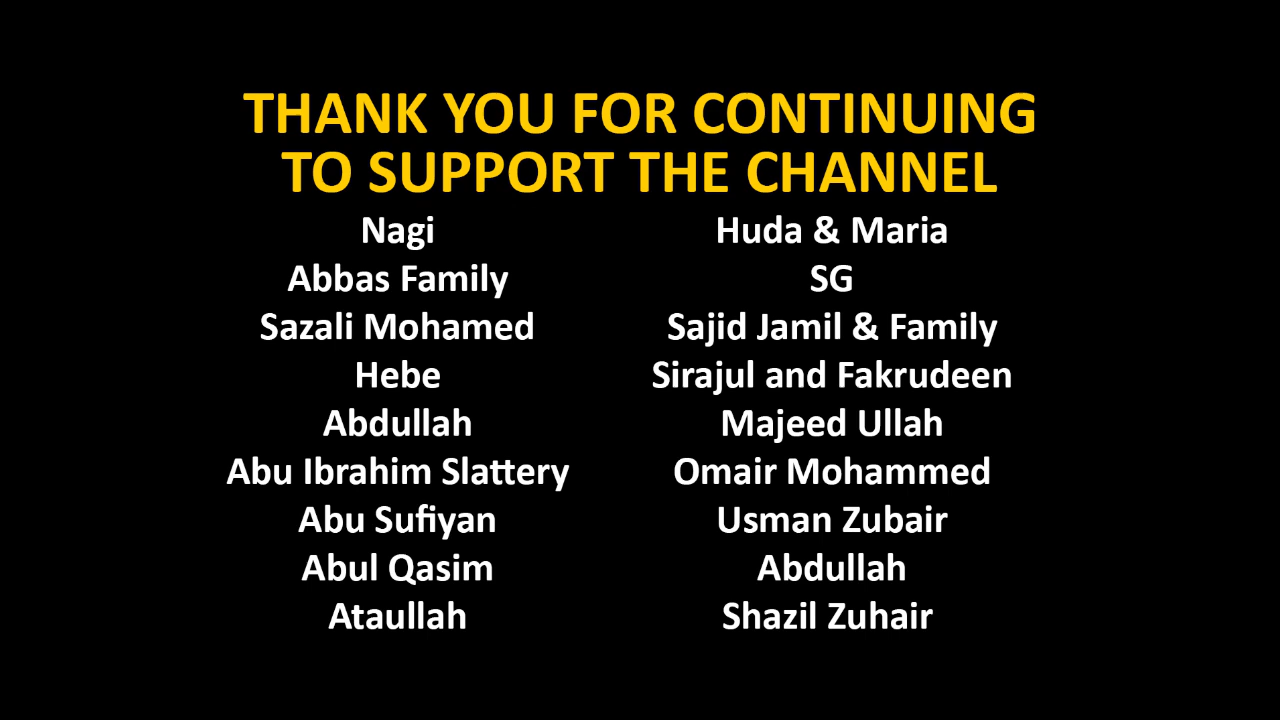 THANK YOU FOR CONTINUING
TO SUPPORT THE CHANNEL
Nagi
Abbas Family
Sazali Mohamed
Hebe
Abdullah
Abu Ibrahim Slattery
Abu Sufiyan
Abul Qasim
Ataullah
Huda & Maria
SG
Sajid Jamil & Family
Sirajul and Fakrudeen
Majeed Ullah
Omair Mohammed
Usman Zubair
Abdullah
Shazil Zuhair